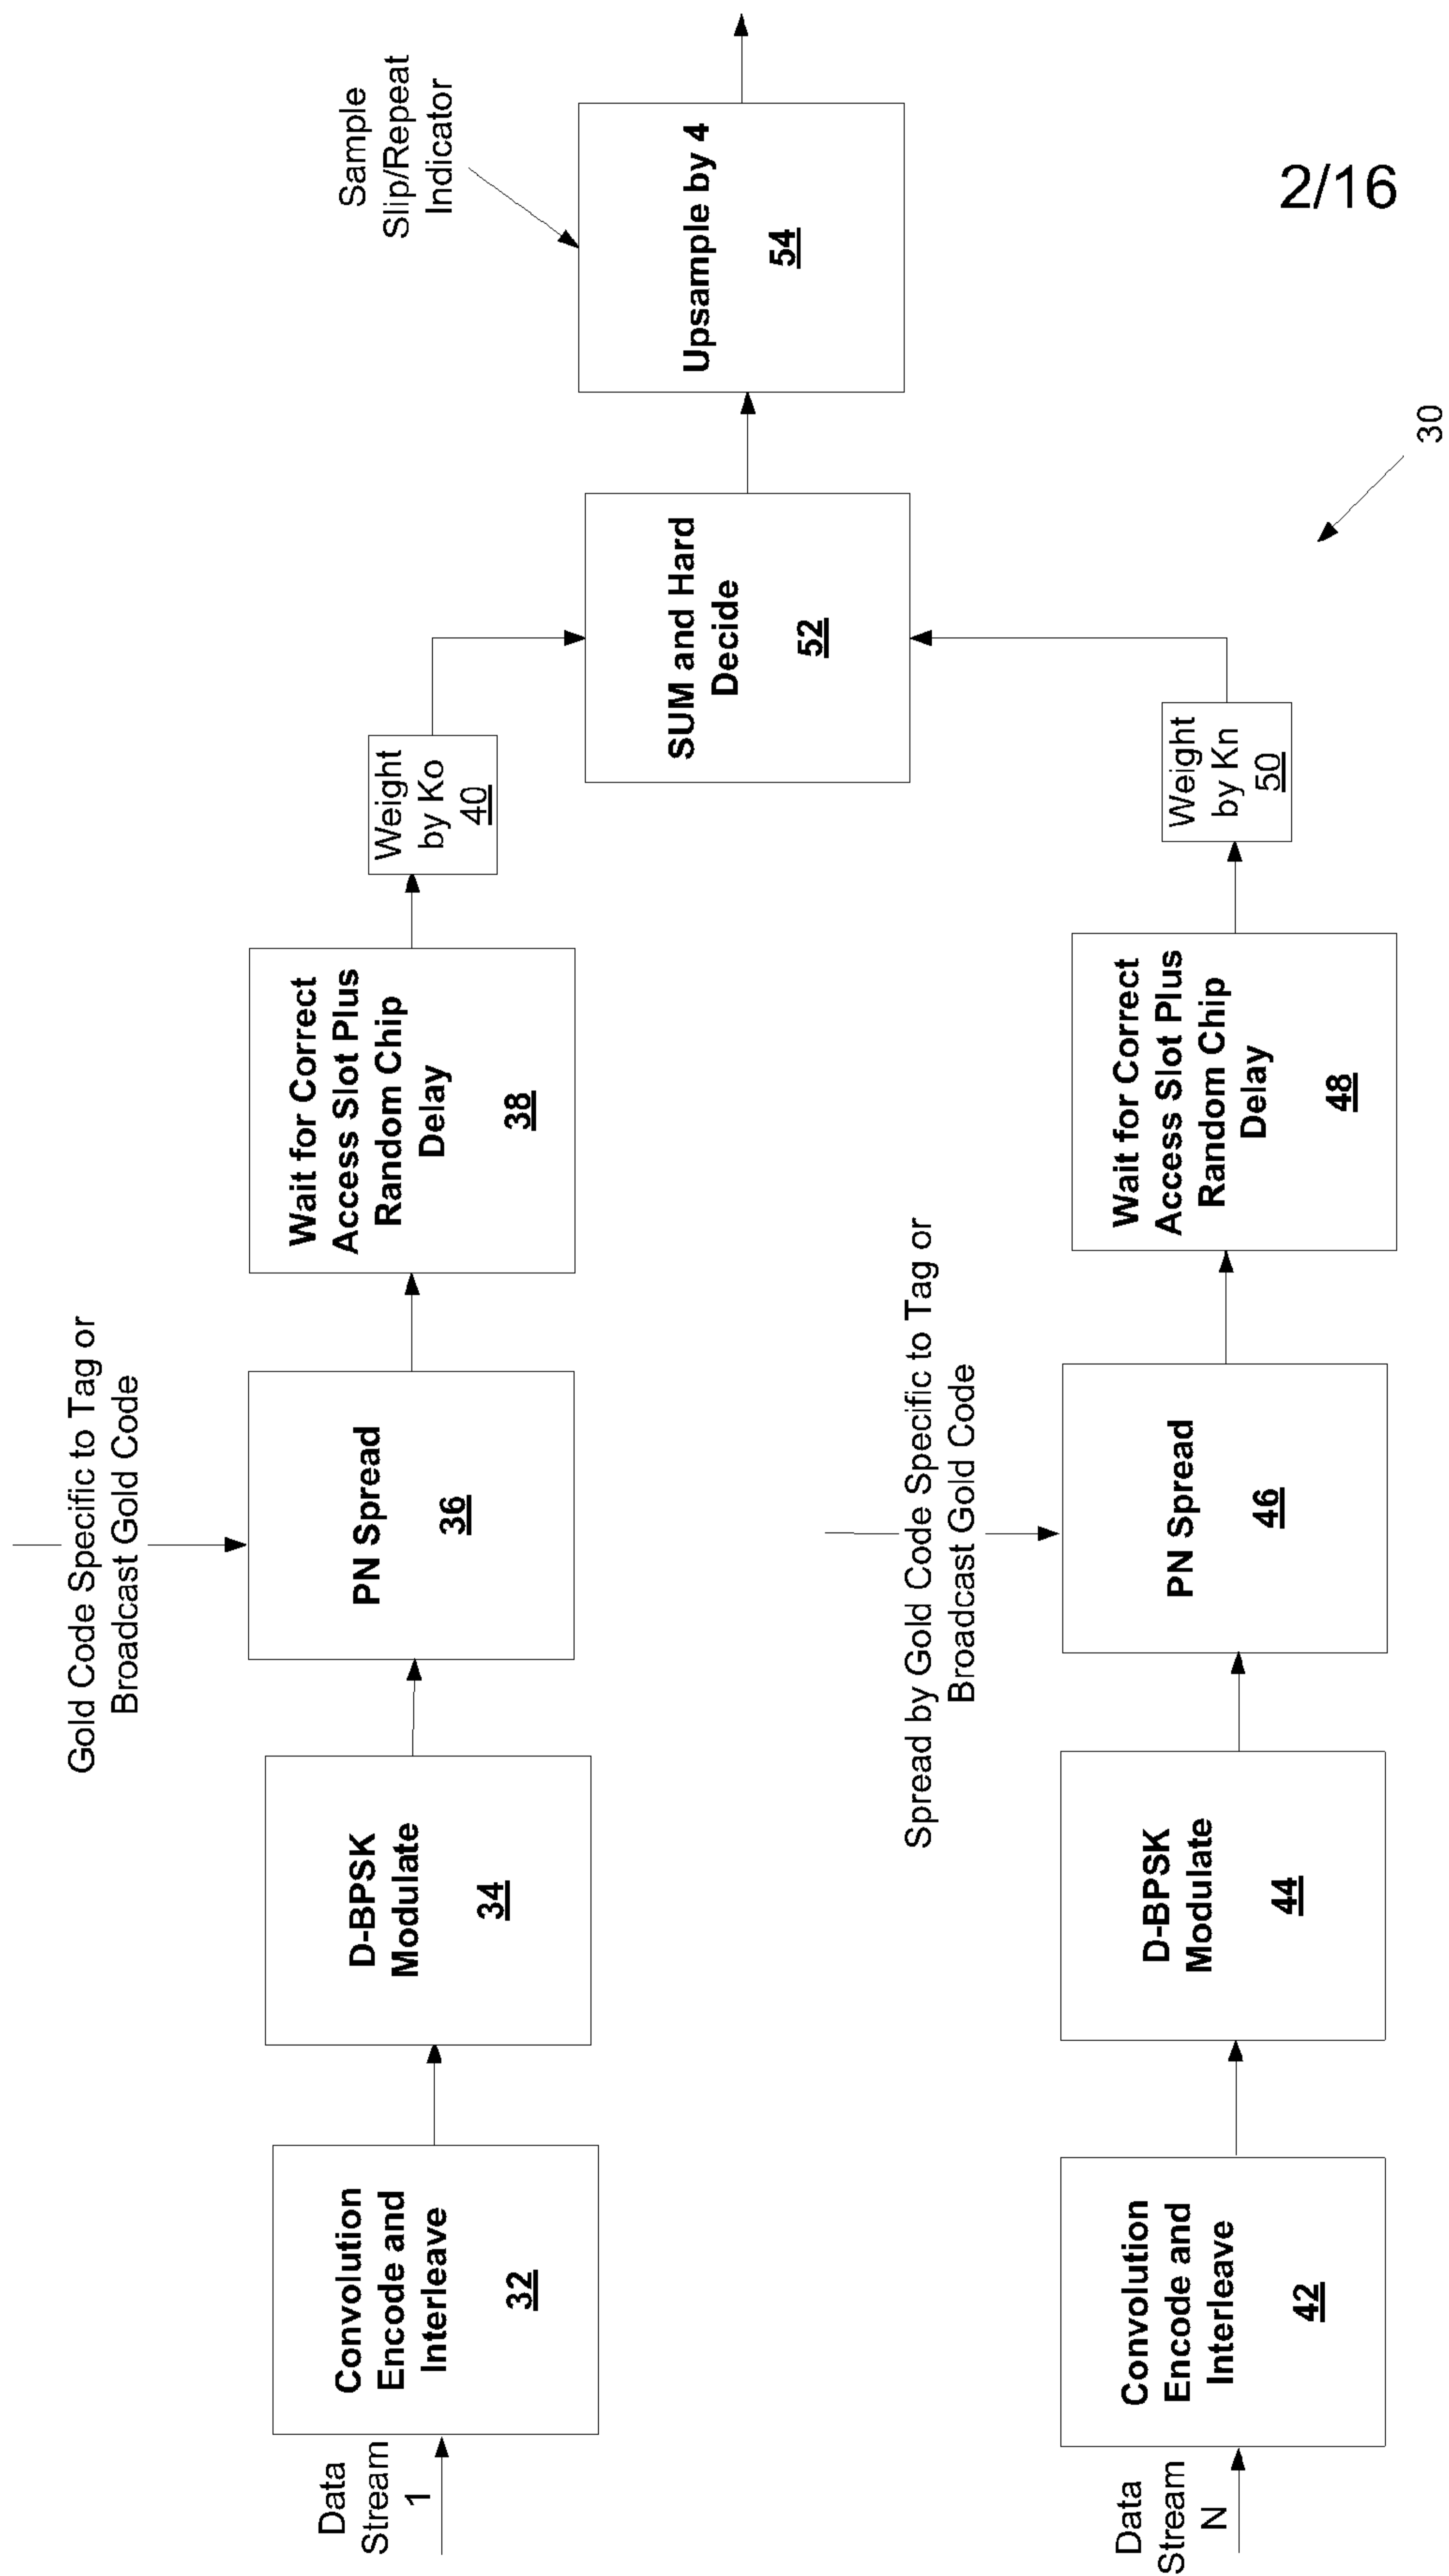 Data
Stream
1
Convolution
Encode and
Interleave
32
D-BPSK
Modulate
34
Gold Code Specific to Tag or
Broadcast Gold Code
PN Spread
36
Wait for Correct
Access Slot Plus
Random Chip
Delay
38
Weight
by Ko
40
Sample
Slip/Repeat
Indicator
SUM and Hard
Decide
52
Upsample by 4
54
Data
Stream
N
Convolution
Encode and
Interleave
42
D-BPSK
Modulate
44
Spread by Gold Code Specific to Tag or
Broadcast Gold Code
PN Spread
46
Wait for Correct
Access Slot Plus
Random Chip
Delay
48
Weight
by Kn
50
30
2/16